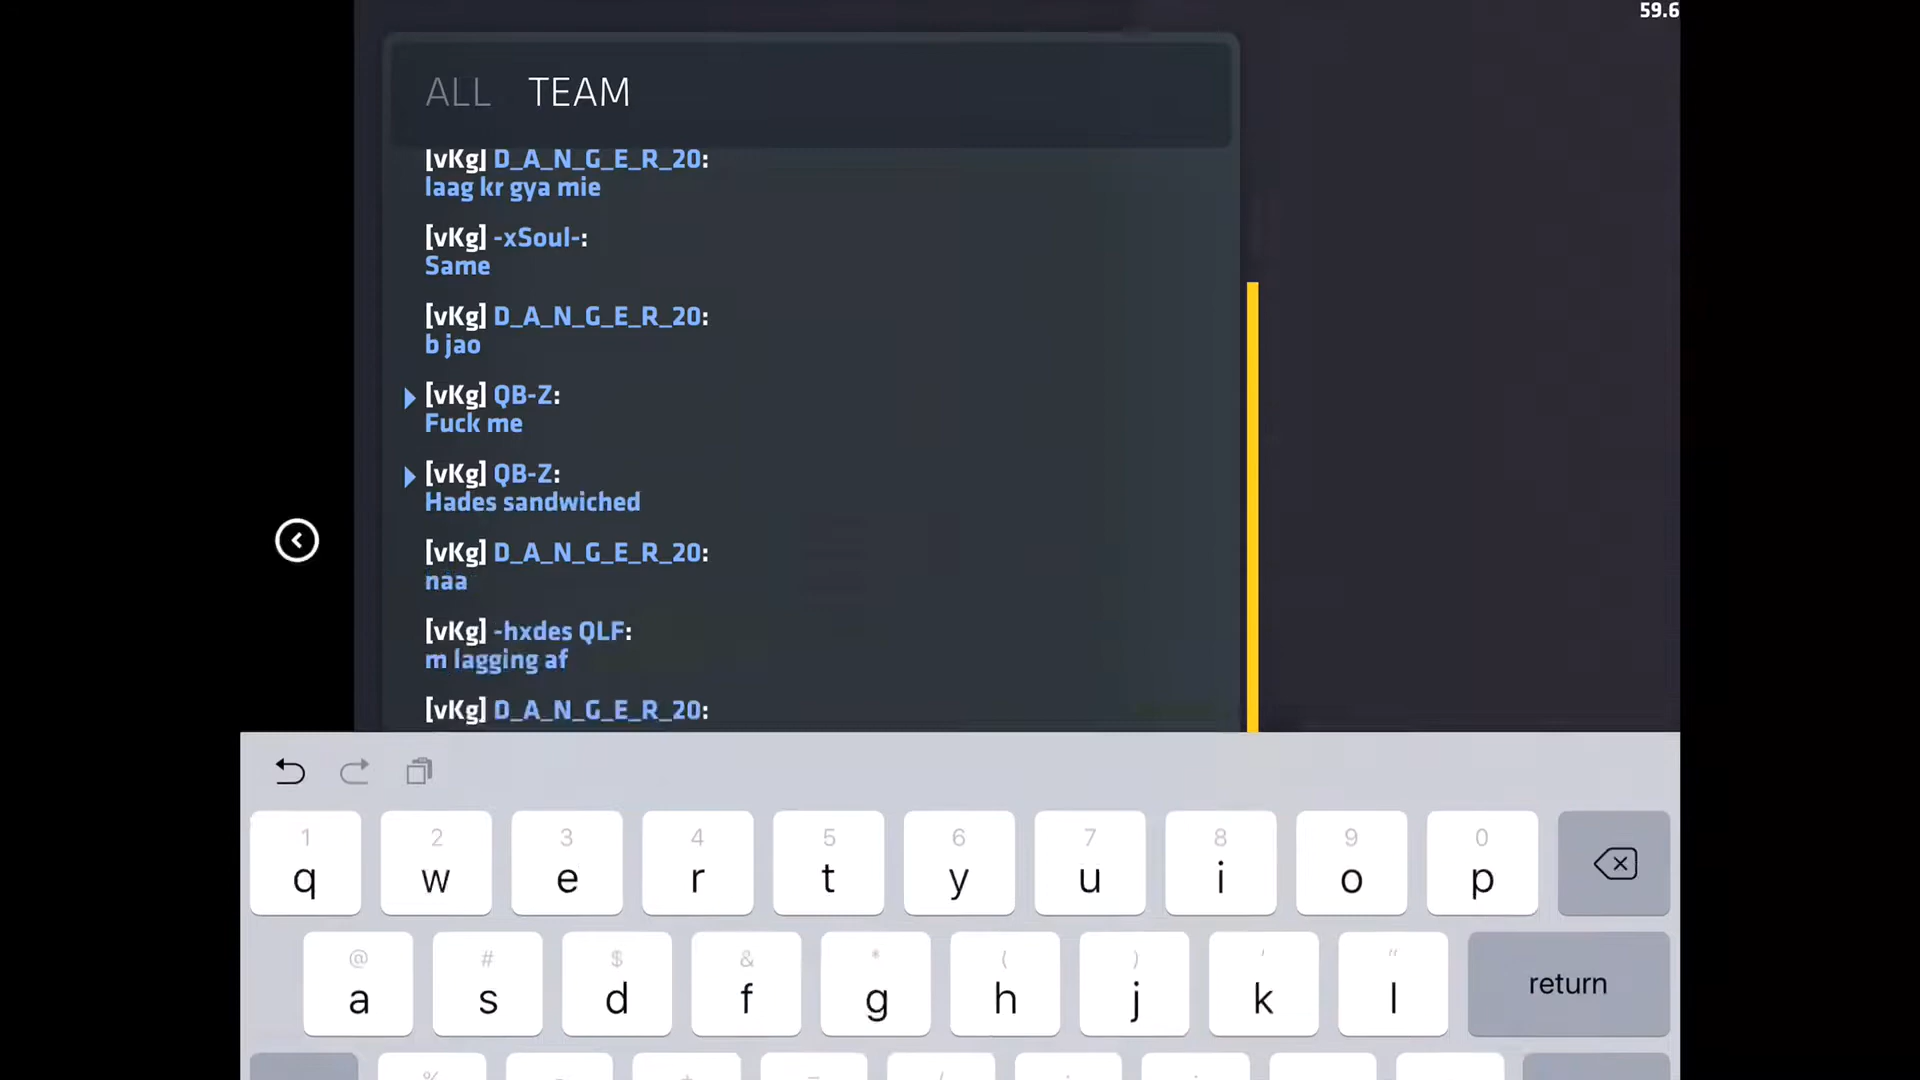 59.6
ALL TEAM
[vKg] D_A_N_G_E_R_20:
laag kr gya mie
[vKg] -xSoul-:
Same
[vKg] D_A_N_G_E_R_20:
b jao
[vKg] QB-Z:
Fuck me
[vKg] QB-Z:
Hades sandwiched
[vKg] D_A_N_G_E_R_20:
naa
[vKg] -hxdes QLF:
m lagging af
[vKg] D_A_N_G_E_R_20:
1 2 3 4 5 6 7 8 9 0
q w e r t y u i o p
@ # $ & * ( ) ' "
a s d f g h j k l return